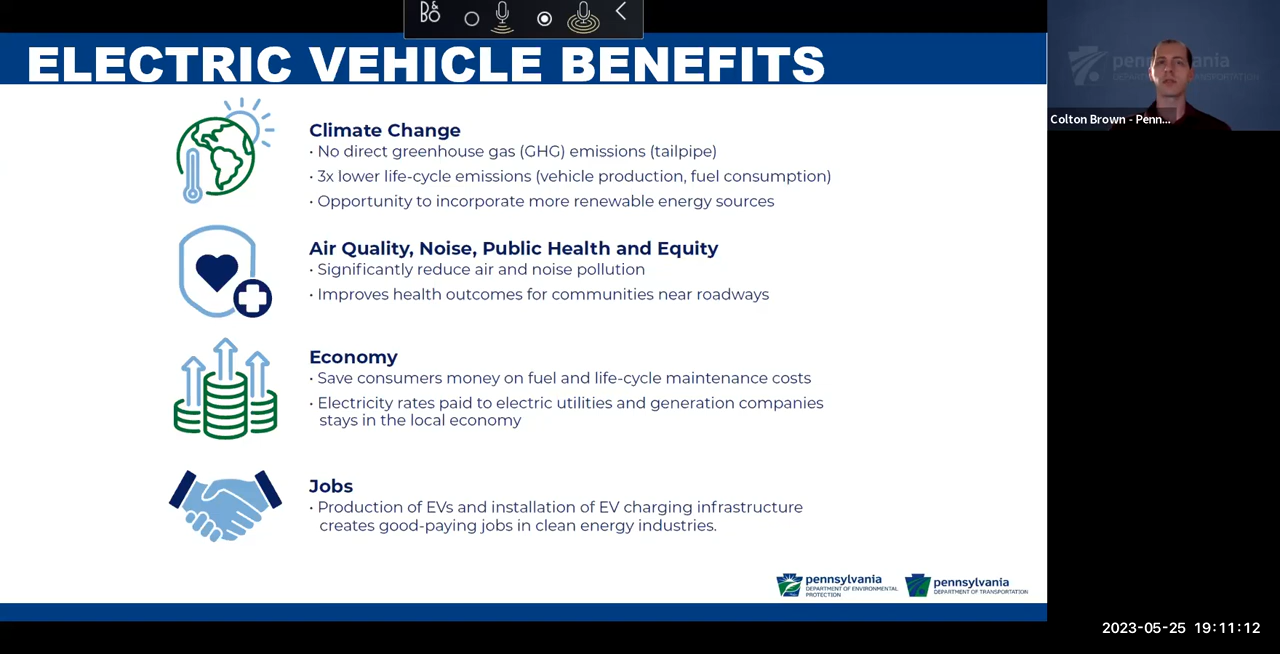 B&O
ELECTRIC VEHICLE BENEFITS
Climate Change
· No direct greenhouse gas (GHG) emissions (tailpipe)
· 3x lower life-cycle emissions (vehicle production, fuel consumption)
· Opportunity to incorporate more renewable energy sources
Air Quality, Noise, Public Health and Equity
· Significantly reduce air and noise pollution
· Improves health outcomes for communities near roadways
Economy
· Save consumers money on fuel and life-cycle maintenance costs
· Electricity rates paid to electric utilities and generation companies
stays in the local economy
Jobs
· Production of EVs and installation of EV charging infrastructure
creates good-paying jobs in clean energy industries.
pennsylvania
DEPARTMENT OF ENVIRONMENTAL
PROTECTION
pennsylvania
DEPARTMENT OF TRANSPORTATION
pennsylvania
DEPARTMENT OF TRANSPORTATION
Colton Brown - Penn...
2023-05-25 19:11:12